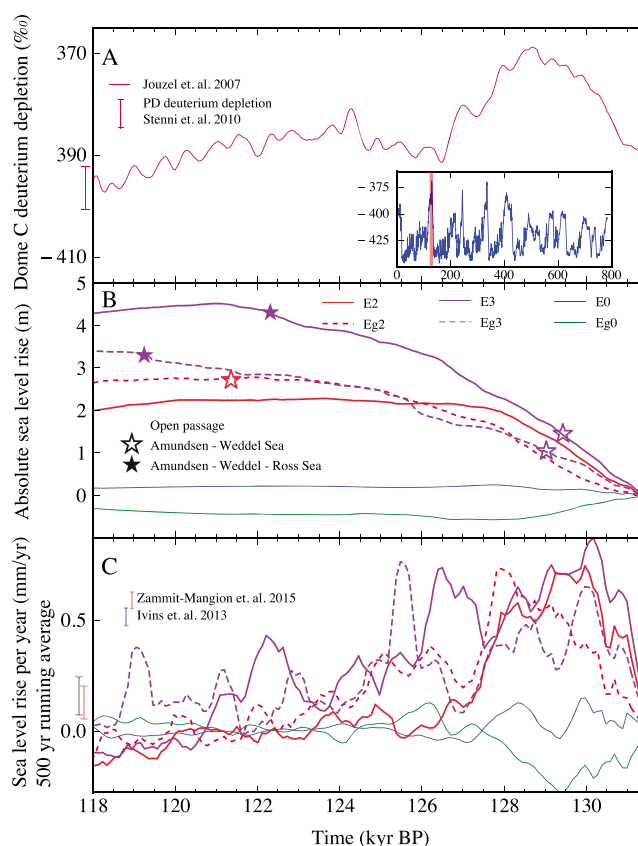 A
Dome C deuterium depletion (‰)
370
390
−410
Jouzel et. al. 2007
PD deuterium depletion
Stenni et. al. 2010
−375
−400
−425
0 200 400 600 800
B
Absolute sea level rise (m)
5
4
3
2
1
0
E2 E3 E0
Eg2 Eg3 Eg0
Open passage
Amundsen - Weddel Sea
Amundsen - Weddel - Ross Sea
C
Sea level rise per year (mm/yr)
500 yr running average
0.5
0.0
Zammit-Mangion et. al. 2015
Ivins et. al. 2013
118 120 122 124 126 128 130
Time (kyr BP)